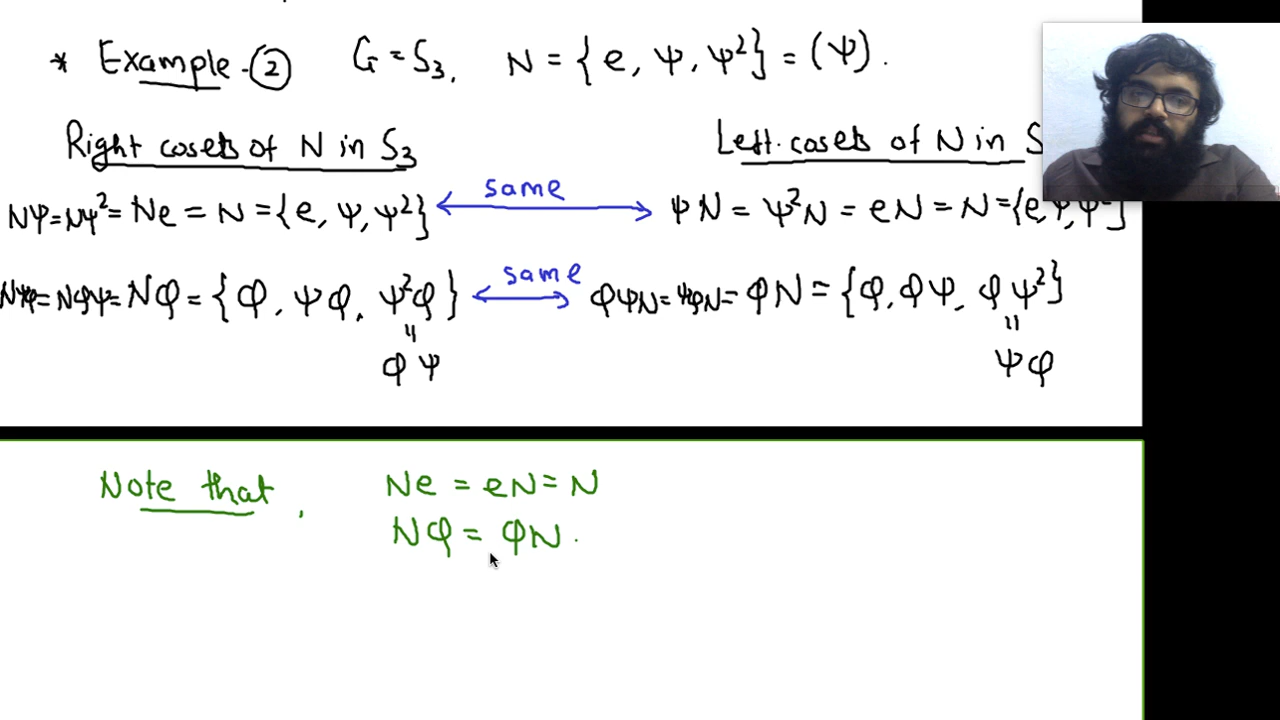 * Example - ② G = S₃, N = {e, ψ, ψ²} = (ψ).
Right cosets of N in S₃
Left cosets of N in S
Nψ = Nψ² = Ne = N = {e, ψ, ψ²} ⟷ same ψN = ψ²N = eN = N = {e, ψ, ψ²}
Nψφ = Nφψ = Nφ = {φ, ψφ, ψ²φ} ⟷ same φψN = ψφN = φN = {φ, φψ, φψ²}
= =
φψ ψφ
Note that, Ne = eN = N
Nφ = φN.